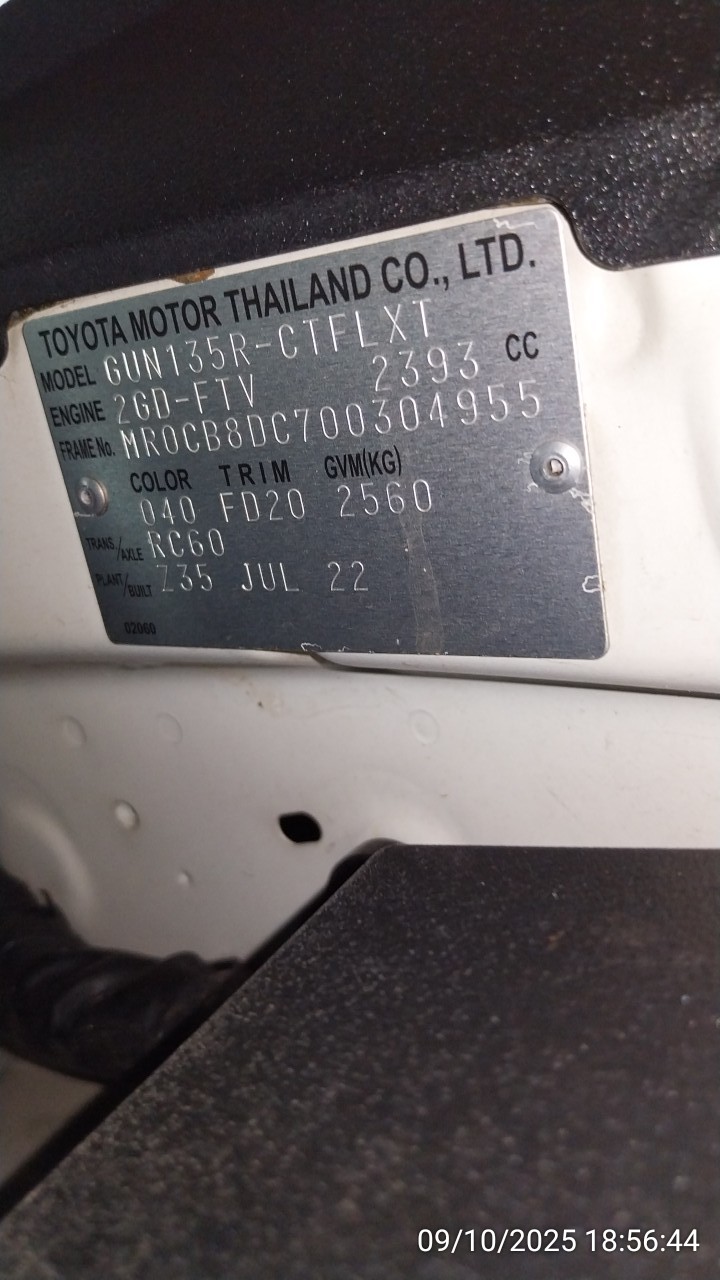 TOYOTA MOTOR THAILAND CO., LTD.
MODEL GUN135R-CTFLXT
ENGINE 2GD-FTV 2393 CC
FRAME No. MR0CB8DC700304955
COLOR TRIM GVM(KG)
040 FD20 2560
TRANS/AXLE RC60
PLANT/BUILT Z35 JUL 22
02060
09/10/2025 18:56:44